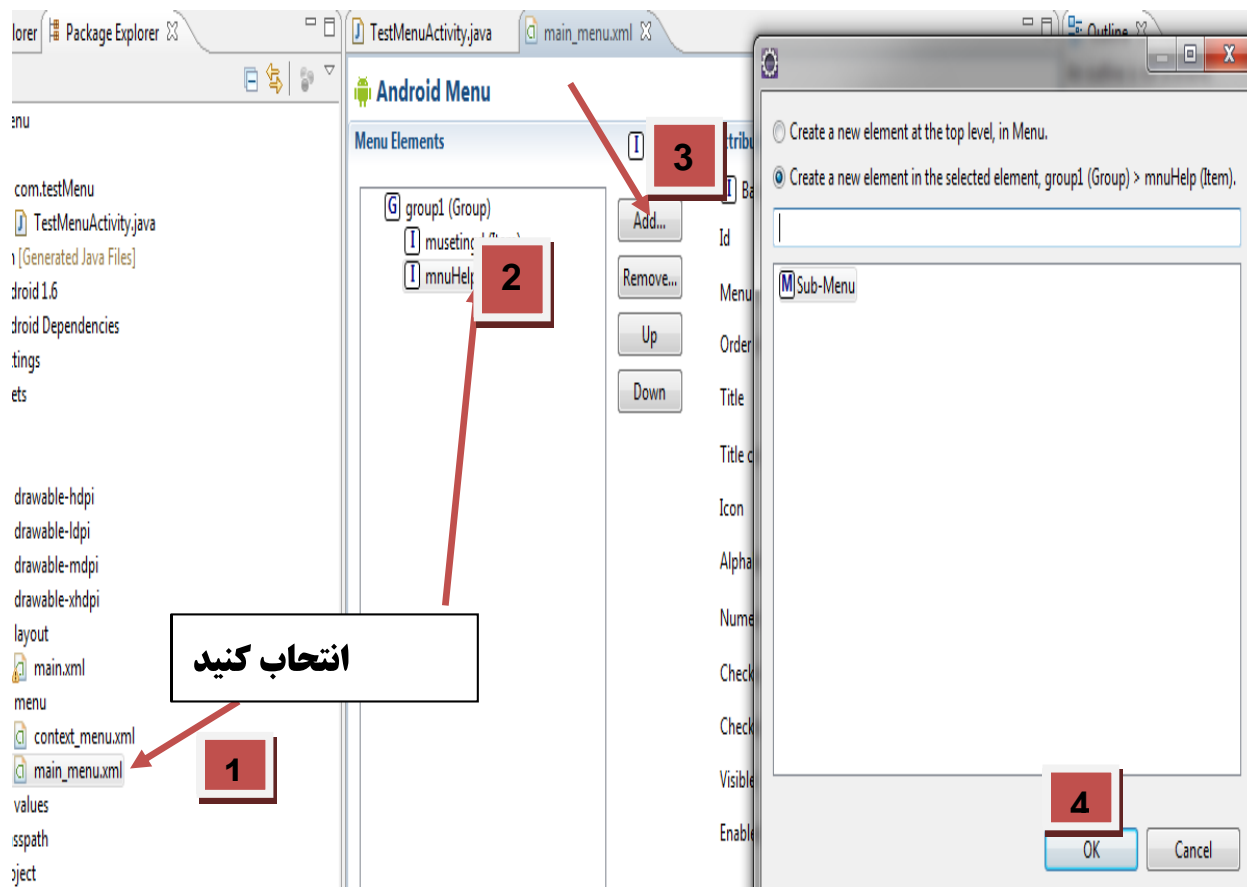 lorer
Package Explorer
enu
com.testMenu
TestMenuActivity.java
[Generated Java Files]
droid 1.6
droid Dependencies
tings
ets
drawable-hdpi
drawable-ldpi
drawable-mdpi
drawable-xhdpi
layout
main.xml
menu
context_menu.xml
main_menu.xml
values
sspath
oject
انتحاب کنید
1
TestMenuActivity.java
main_menu.xml
Android Menu
Menu Elements
G group1 (Group)
I museting
I mnuHelp
2
3
Add...
Remove...
Up
Down
I
ttribu
I Ba
Id
Menu
Order
Title
Title c
Icon
Alpha
Nume
Check
Check
Visible
Enable
Outline
Create a new element at the top level, in Menu.
Create a new element in the selected element, group1 (Group) > mnuHelp (Item).
M Sub-Menu
4
OK
Cancel